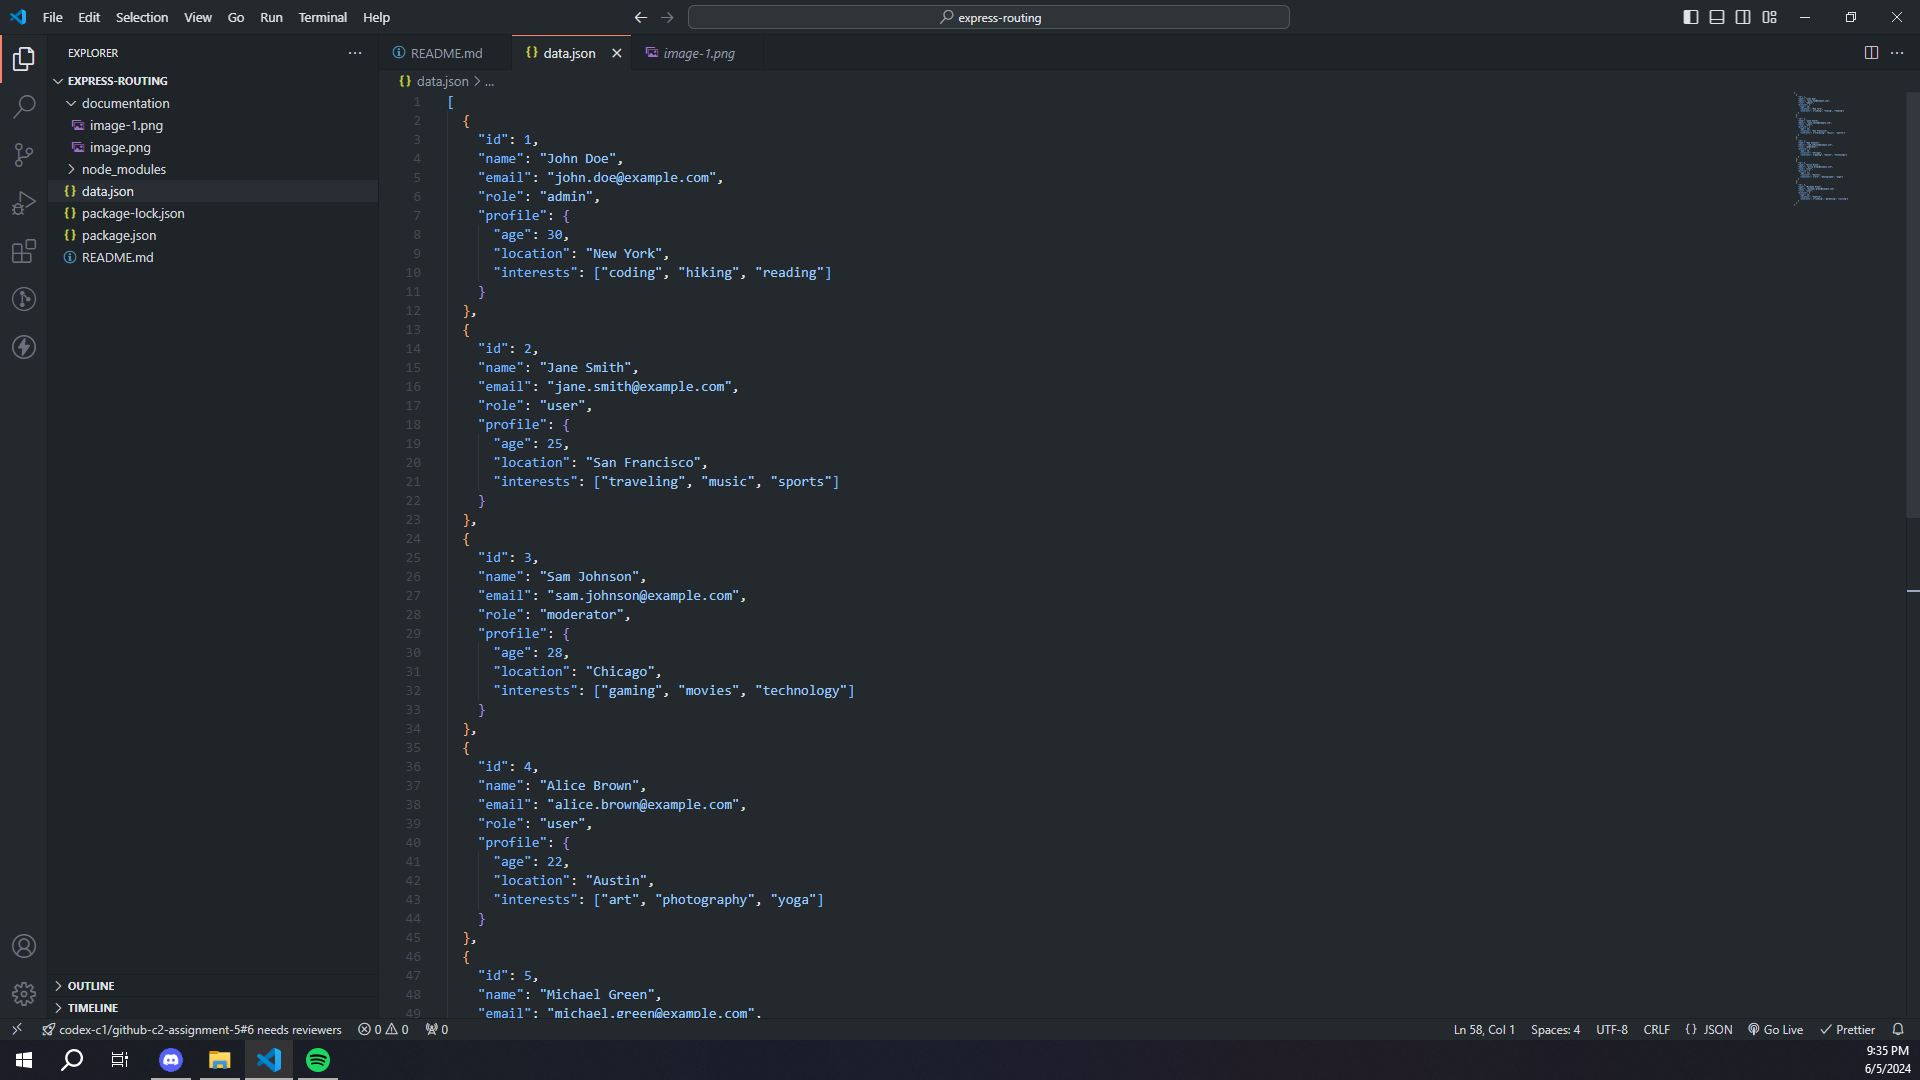 File Edit Selection View Go Run Terminal Help
express-routing
EXPLORER
EXPRESS-ROUTING
documentation
image-1.png
image.png
node_modules
data.json
package-lock.json
package.json
README.md
OUTLINE
TIMELINE
README.md data.json image-1.png
data.json > ...
1 [
2 {
3 "id": 1,
4 "name": "John Doe",
5 "email": "john.doe@example.com",
6 "role": "admin",
7 "profile": {
8 "age": 30,
9 "location": "New York",
10 "interests": ["coding", "hiking", "reading"]
11 }
12 },
13 {
14 "id": 2,
15 "name": "Jane Smith",
16 "email": "jane.smith@example.com",
17 "role": "user",
18 "profile": {
19 "age": 25,
20 "location": "San Francisco",
21 "interests": ["traveling", "music", "sports"]
22 }
23 },
24 {
25 "id": 3,
26 "name": "Sam Johnson",
27 "email": "sam.johnson@example.com",
28 "role": "moderator",
29 "profile": {
30 "age": 28,
31 "location": "Chicago",
32 "interests": ["gaming", "movies", "technology"]
33 }
34 },
35 {
36 "id": 4,
37 "name": "Alice Brown",
38 "email": "alice.brown@example.com",
39 "role": "user",
40 "profile": {
41 "age": 22,
42 "location": "Austin",
43 "interests": ["art", "photography", "yoga"]
44 }
45 },
46 {
47 "id": 5,
48 "name": "Michael Green",
49 "email": "michael.green@example.com",
codex-c1/github-c2-assignment-5#6 needs reviewers 0 0 0
Ln 58, Col 1 Spaces: 4 UTF-8 CRLF {} JSON Go Live Prettier
9:35 PM
6/5/2024